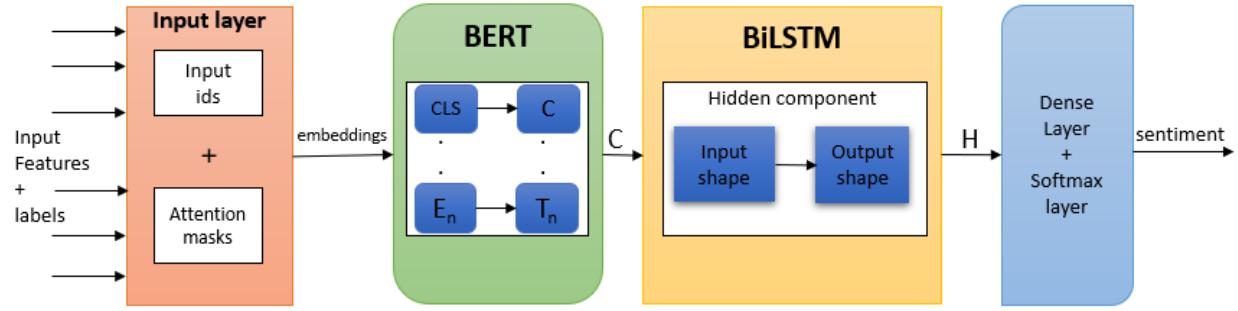 Input
Features
+
labels
Input layer
Input
ids
+
Attention
masks
embeddings
BERT
CLS
C
.
.
.
.
Eₙ
Tₙ
C
BiLSTM
Hidden component
Input
shape
Output
shape
H
Dense
Layer
+
Softmax
layer
sentiment